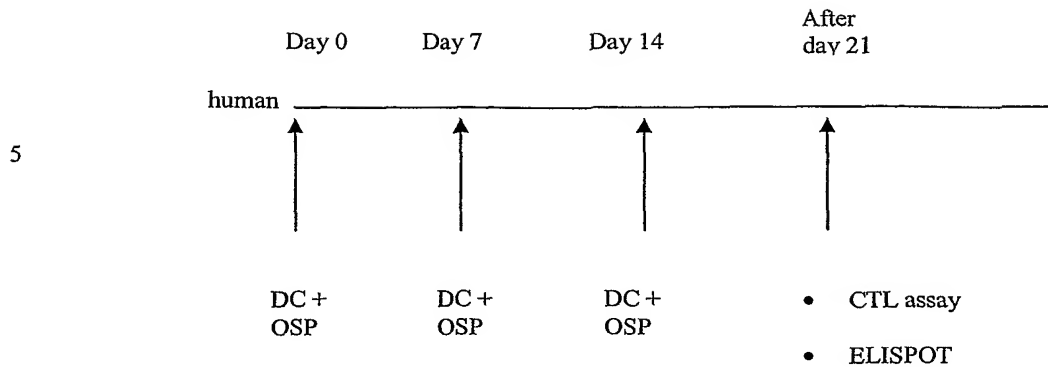 After
Day 0 Day 7 Day 14 day 21
human
5
DC + DC + DC + • CTL assay
OSP OSP OSP
• ELISPOT